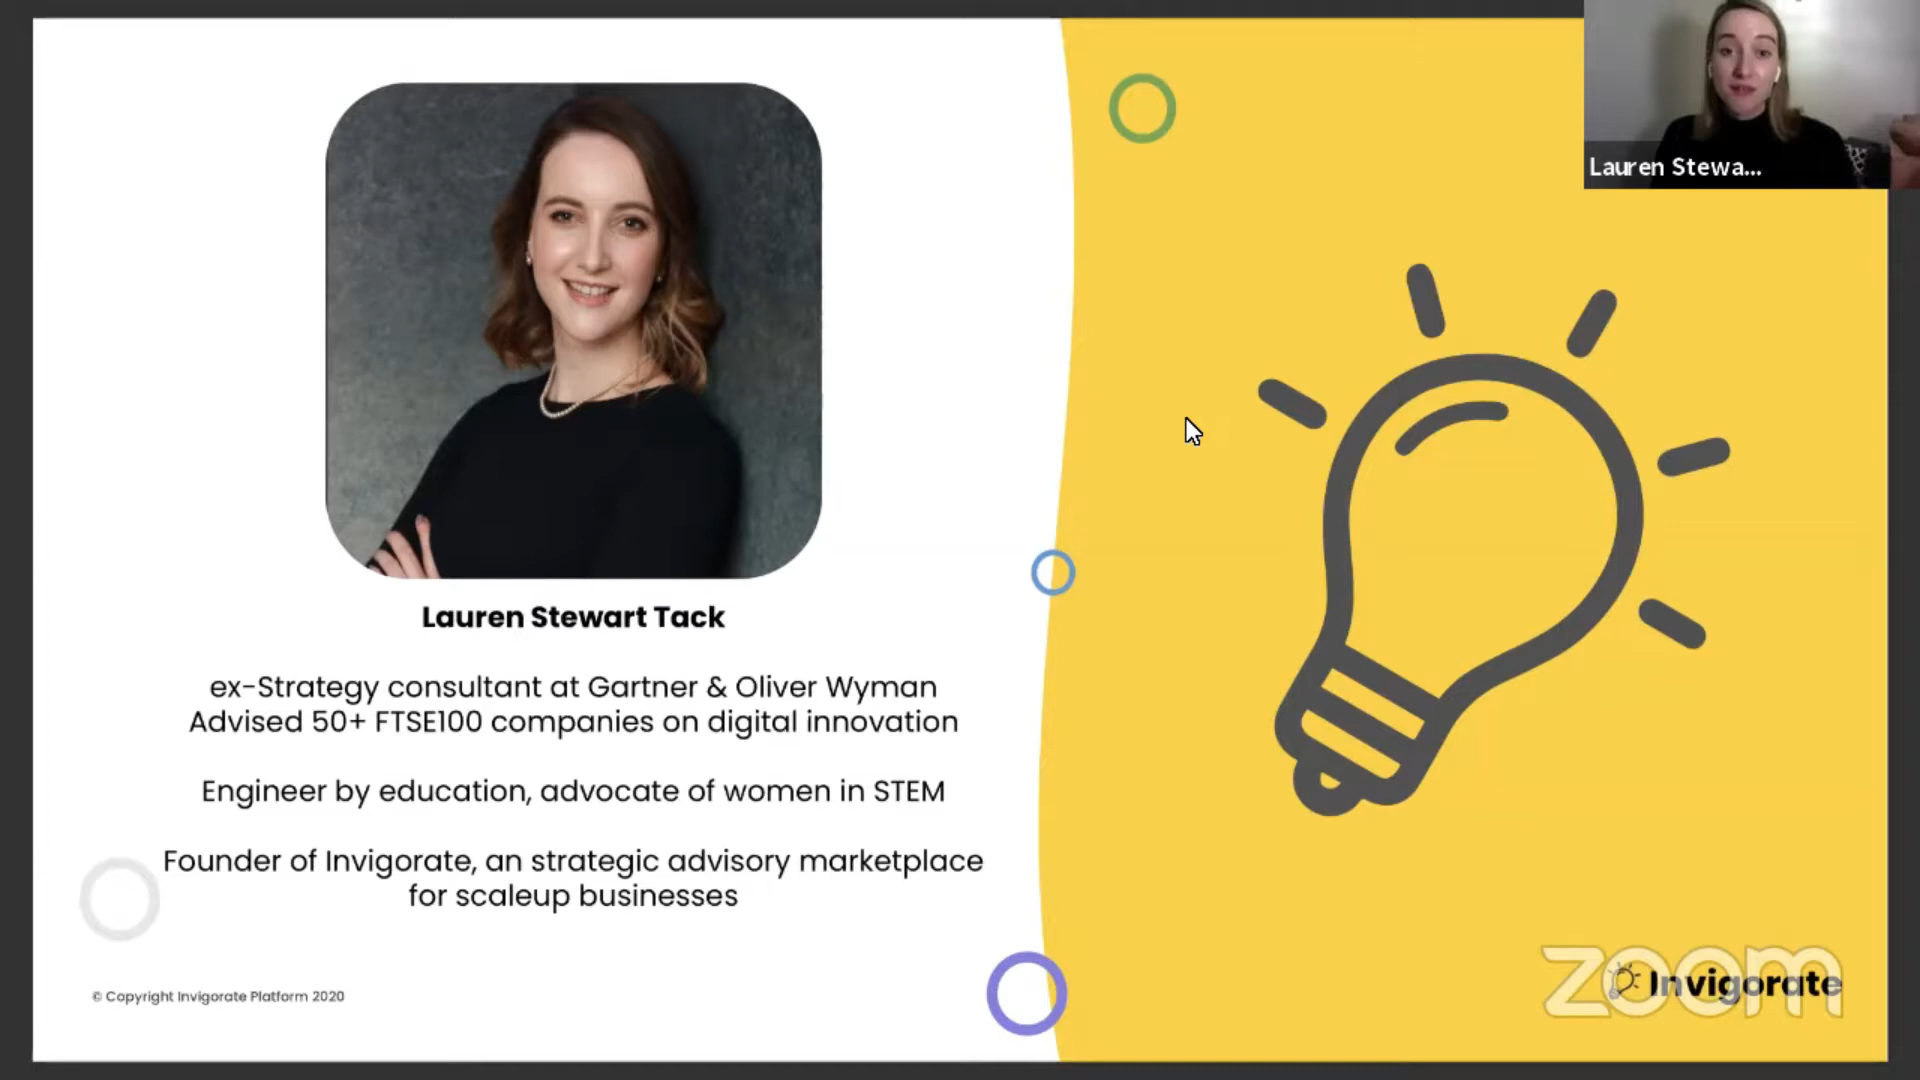 Lauren Stewa...
Lauren Stewart Tack
ex-Strategy consultant at Gartner & Oliver Wyman
Advised 50+ FTSE100 companies on digital innovation
Engineer by education, advocate of women in STEM
Founder of Invigorate, an strategic advisory marketplace
for scaleup businesses
© Copyright Invigorate Platform 2020
Invigorate
zoom